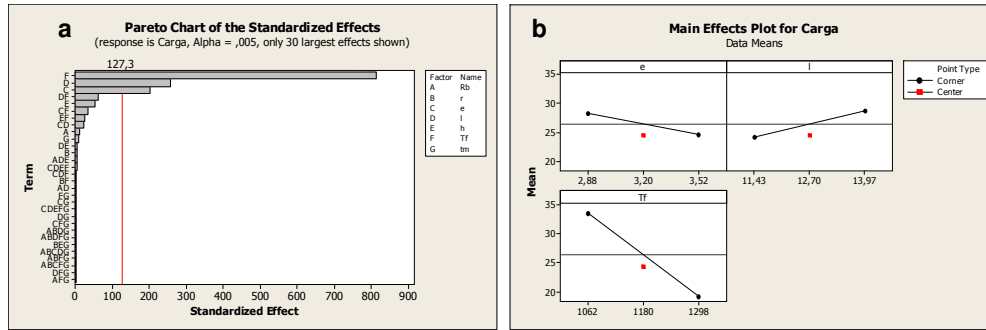 a
Pareto Chart of the Standardized Effects
(response is Carga, Alpha = ,005, only 30 largest effects shown)
127,3
Term
F
D
C
DF
E
CF
EF
CD
A
G
DE
B
ADE
CDEF
CDF
BF
AD
FG
CG
CDEFG
DG
CFG
ABDG
ABDFG
BEG
ABCDG
ABFG
ABCFG
DFG
AFG
0 100 200 300 400 500 600 700 800 900
Standardized Effect
Factor Name
A Rb
B r
C e
D l
E h
F Tf
G tm
b
Main Effects Plot for Carga
Data Means
e l
Mean
35
30
25
20
2,88 3,20 3,52 11,43 12,70 13,97
Tf
35
30
25
20
1062 1180 1298
Point Type
Corner
Center